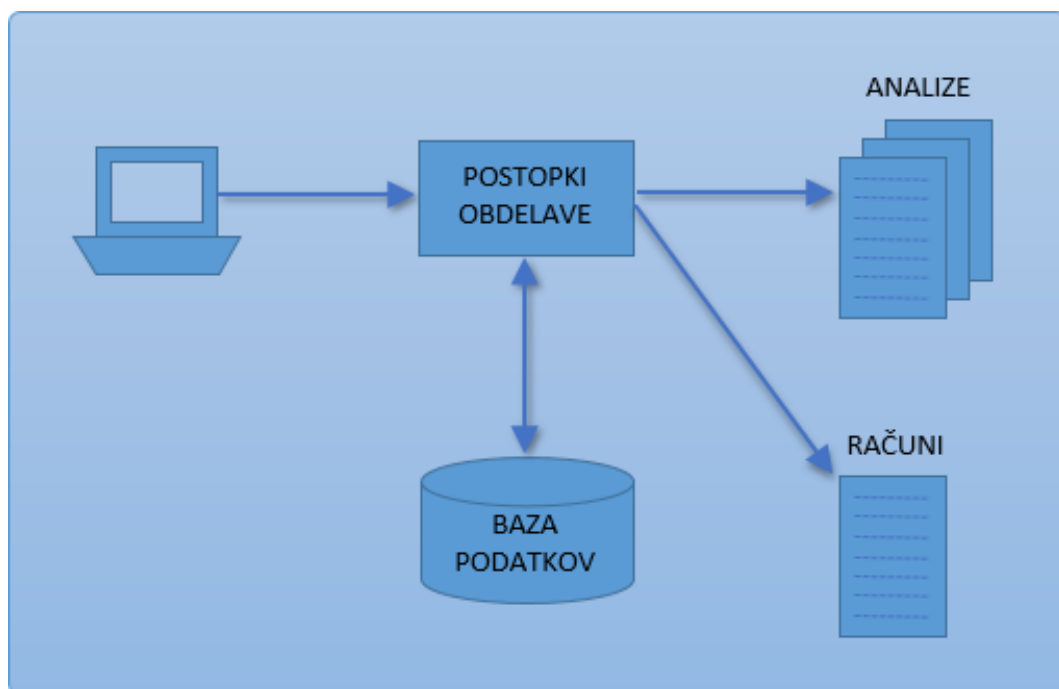 ANALIZE
POSTOPKI
OBDELAVE
RAČUNI
BAZA
PODATKOV